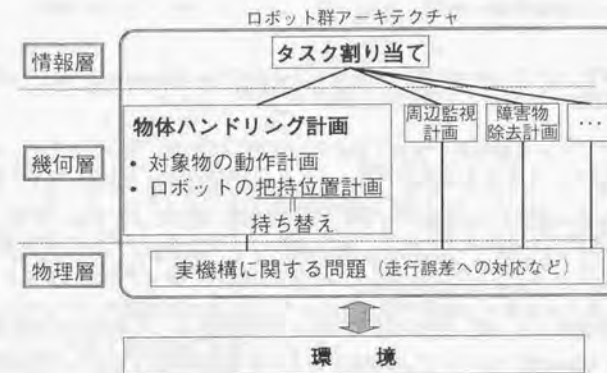 ロボット群アーキテクチャ
情報層
タスク割り当て
幾何層
物体ハンドリング計画
• 対象物の動作計画
• ロボットの把持位置計画
||
持ち替え
周辺監視
計画
障害物
除去計画
…
物理層
実機構に関する問題（走行誤差への対応など）
環　境